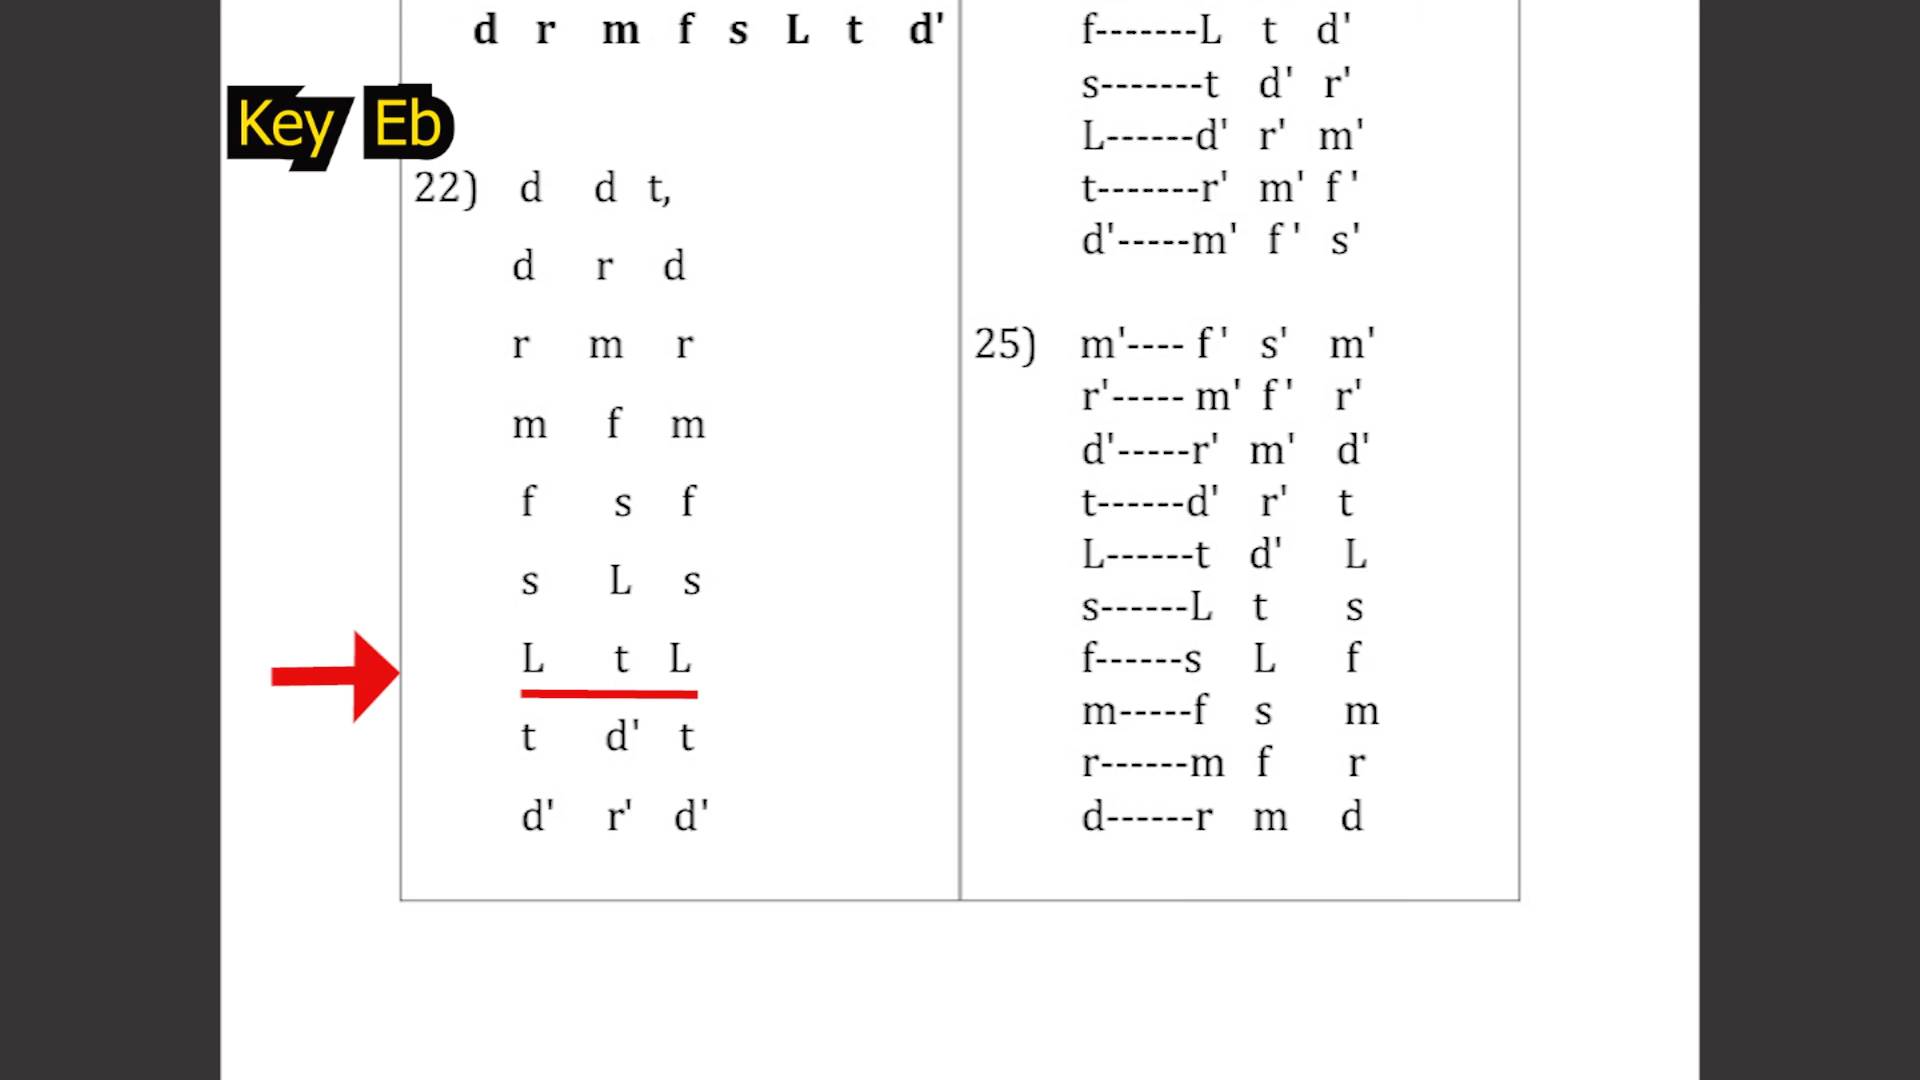 d r m f s L t d'
Key Eb
22) d d t,
d r d
r m r
m f m
f s f
s L s
L t L
t d' t
d' r' d'
f-------L t d'
s-------t d' r'
L------d' r' m'
t-------r' m' f '
d'-----m' f ' s'
25) m'---- f ' s' m'
r'----- m' f ' r'
d'-----r' m' d'
t------d' r' t
L------t d' L
s------L t s
f------s L f
m-----f s m
r------m f r
d------r m d